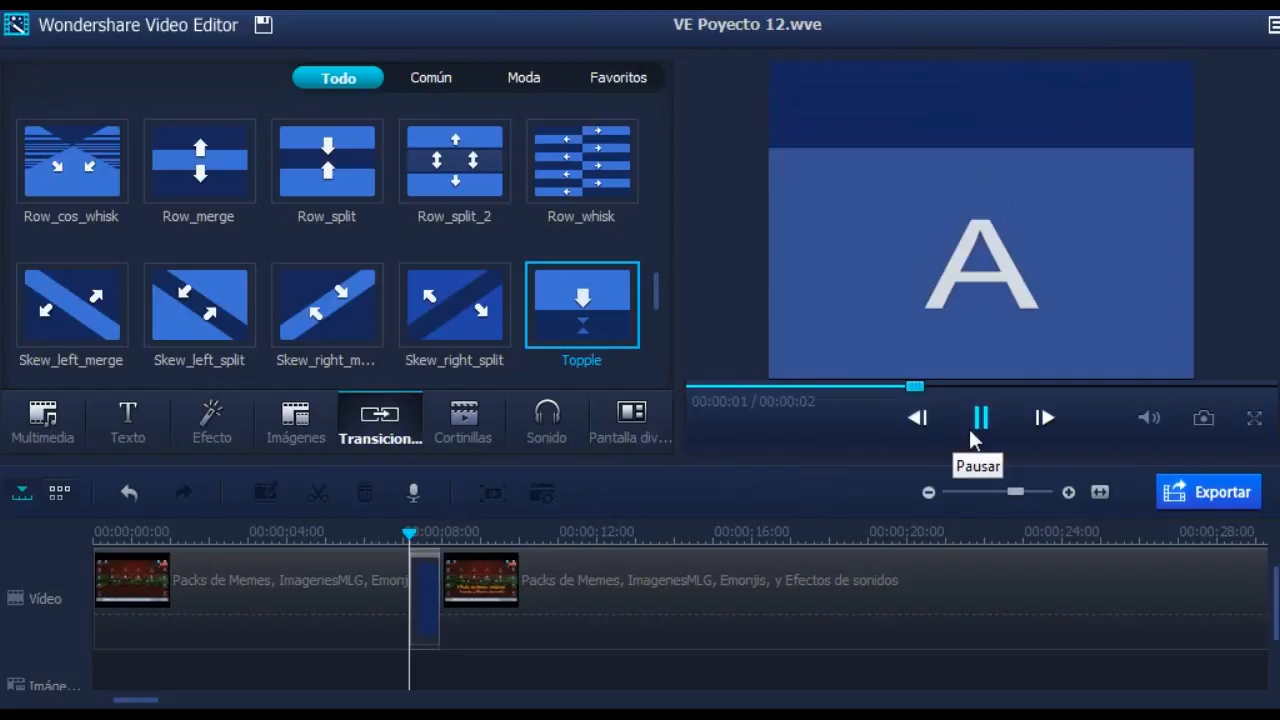 Wondershare Video Editor
VE Poyecto 12.wve
Todo Común Moda Favoritos
Row_cos_whisk Row_merge Row_split Row_split_2 Row_whisk
Skew_left_merge Skew_left_split Skew_right_m... Skew_right_split Topple
A
00:00:01 / 00:00:02
Multimedia Texto Efecto Imágenes Transicion... Cortinillas Sonido Pantalla div...
Pausar
Exportar
00:00:00:00 00:00:04:00 00:00:08:00 00:00:12:00 00:00:16:00 00:00:20:00 00:00:24:00 00:00:28:00
Vídeo
Packs de Memes, ImagenesMLG, Emonj
Packs de Memes, ImagenesMLG, Emonjis, y Efectos de sonidos
Imáge...